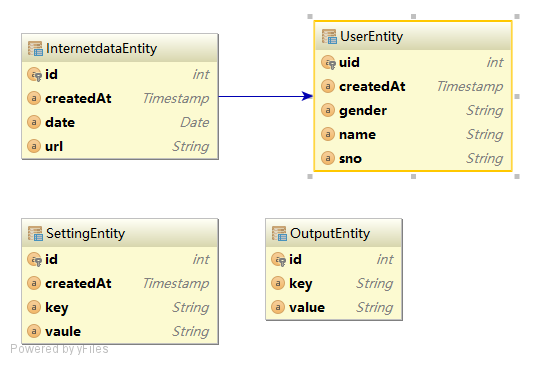 InternetdataEntity
id int
createdAt Timestamp
date Date
url String
UserEntity
uid int
createdAt Timestamp
gender String
name String
sno String
SettingEntity
id int
createdAt Timestamp
key String
vaule String
OutputEntity
id int
key String
value String
Powered by yFiles